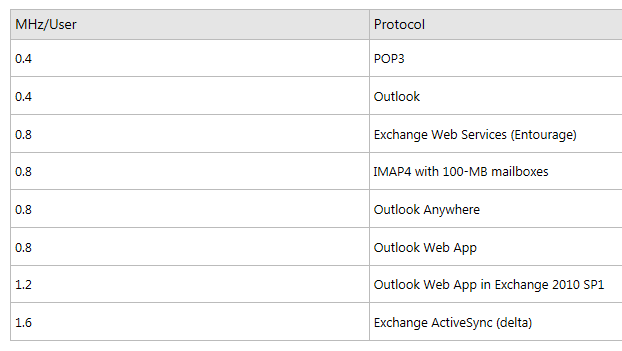 MHz/User Protocol
0.4 POP3
0.4 Outlook
0.8 Exchange Web Services (Entourage)
0.8 IMAP4 with 100-MB mailboxes
0.8 Outlook Anywhere
0.8 Outlook Web App
1.2 Outlook Web App in Exchange 2010 SP1
1.6 Exchange ActiveSync (delta)